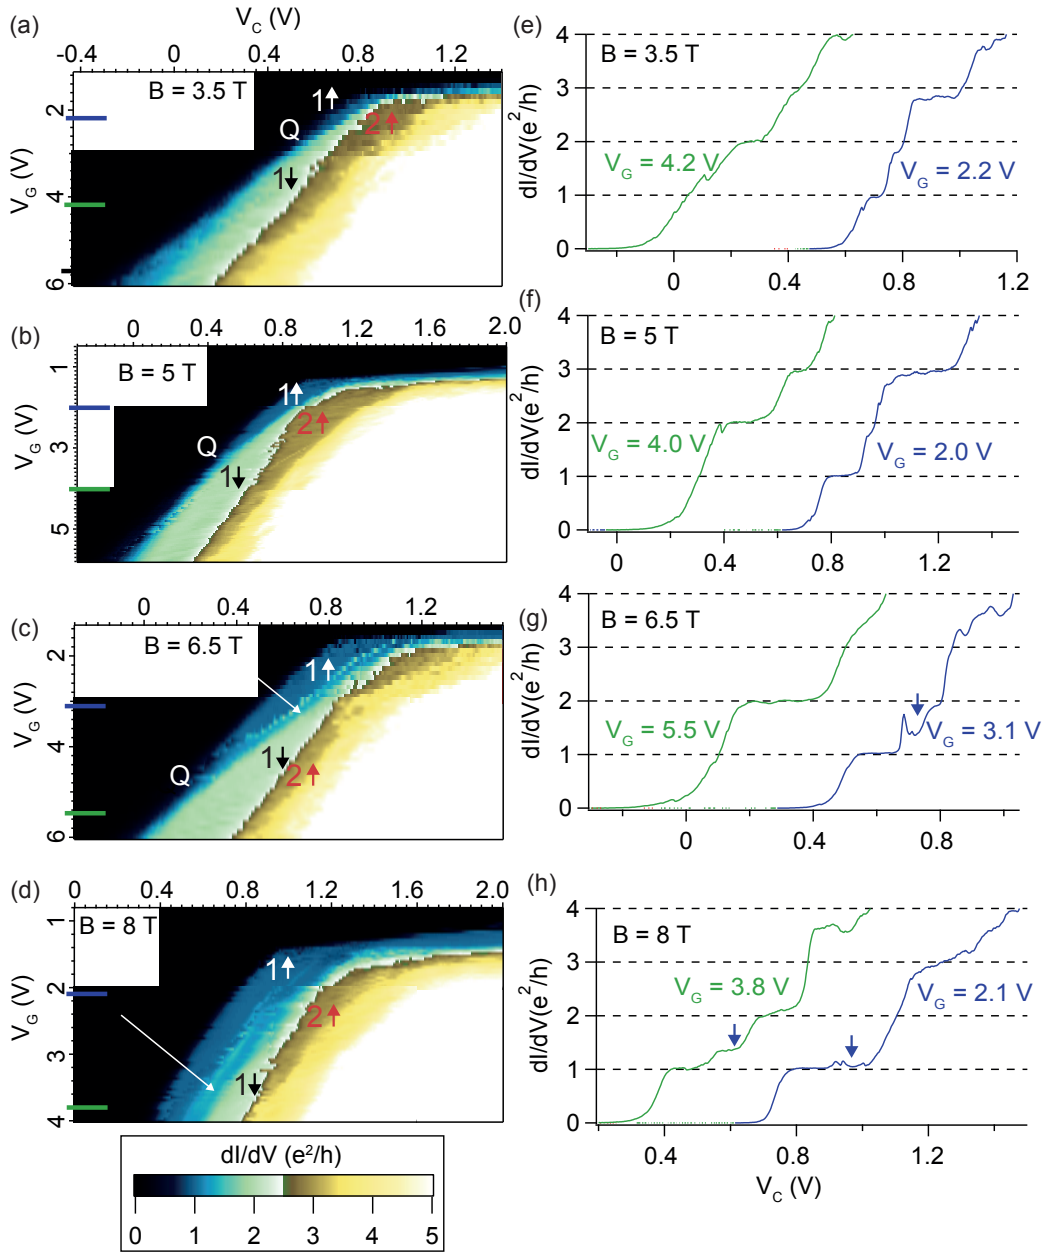 (a)
V_C (V)
-0.4 0 0.4 0.8 1.2
B = 3.5 T
1↑
Q
2↑
1↓
V_G (V)
2
4
6
(b)
0 0.4 0.8 1.2 1.6 2.0
B = 5 T
1↑
2↑
Q
1↓
V_G (V)
1
3
5
(c)
0 0.4 0.8 1.2
B = 6.5 T
1↑
1↓
2↑
Q
V_G (V)
2
4
6
(d)
0 0.4 0.8 1.2 1.6 2.0
B = 8 T
1↑
2↑
1↓
V_G (V)
1
2
3
4
dI/dV (e²/h)
0 1 2 3 4 5
(e)
B = 3.5 T
V_G = 4.2 V
V_G = 2.2 V
dI/dV(e²/h)
4
3
2
1
0
0 0.4 0.8 1.2
(f)
B = 5 T
V_G = 4.0 V
V_G = 2.0 V
dI/dV(e²/h)
4
3
2
1
0
0 0.4 0.8 1.2
(g)
B = 6.5 T
V_G = 5.5 V
V_G = 3.1 V
dI/dV(e²/h)
4
3
2
1
0
0 0.4 0.8
(h)
B = 8 T
V_G = 3.8 V
V_G = 2.1 V
dI/dV(e²/h)
4
3
2
1
0
0.4 0.8 1.2
V_C (V)